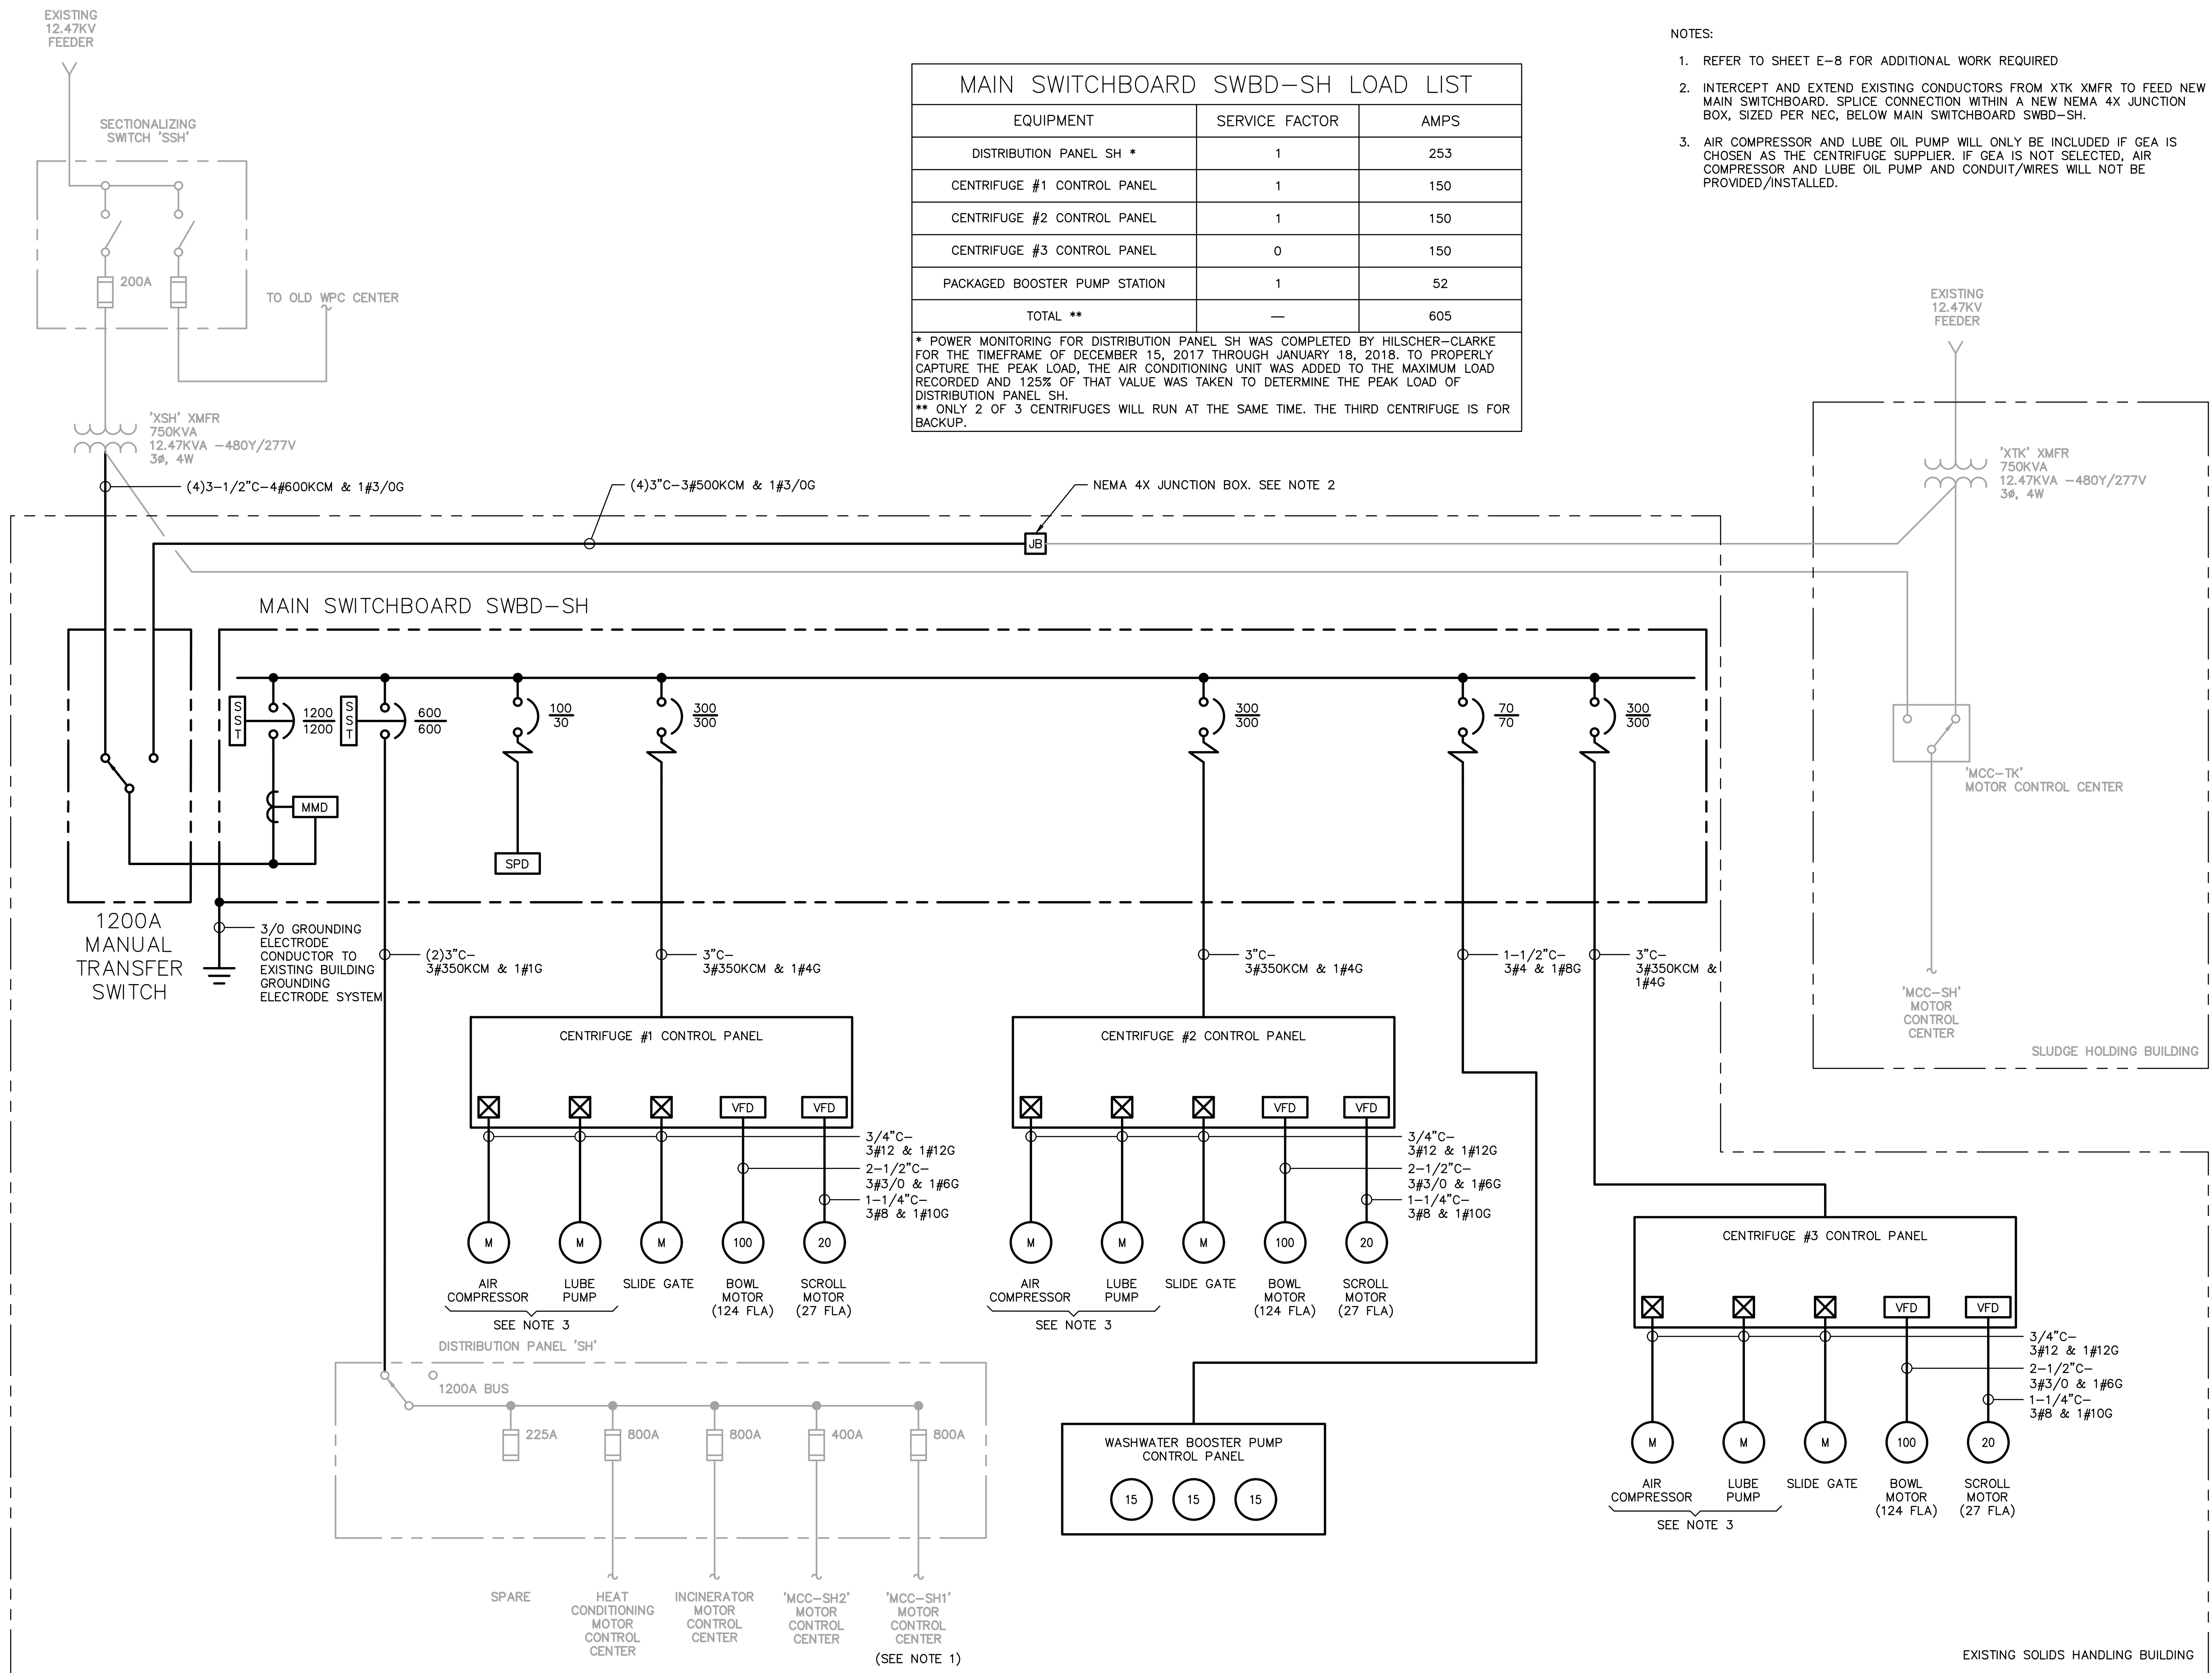 EXISTING
12.47KV
FEEDER
SECTIONALIZING
SWITCH 'SSH'
200A
TO OLD WPC CENTER
'XSH' XMFR
750KVA
12.47KVA -480Y/277V
3ø, 4W
MAIN SWITCHBOARD SWBD-SH LOAD LIST
EQUIPMENT SERVICE FACTOR AMPS
DISTRIBUTION PANEL SH * 1 253
CENTRIFUGE #1 CONTROL PANEL 1 150
CENTRIFUGE #2 CONTROL PANEL 1 150
CENTRIFUGE #3 CONTROL PANEL 0 150
PACKAGED BOOSTER PUMP STATION 1 52
TOTAL ** — 605
* POWER MONITORING FOR DISTRIBUTION PANEL SH WAS COMPLETED BY HILSCHER-CLARKE
FOR THE TIMEFRAME OF DECEMBER 15, 2017 THROUGH JANUARY 18, 2018. TO PROPERLY
CAPTURE THE PEAK LOAD, THE AIR CONDITIONING UNIT WAS ADDED TO THE MAXIMUM LOAD
RECORDED AND 125% OF THAT VALUE WAS TAKEN TO DETERMINE THE PEAK LOAD OF
DISTRIBUTION PANEL SH.
** ONLY 2 OF 3 CENTRIFUGES WILL RUN AT THE SAME TIME. THE THIRD CENTRIFUGE IS FOR
BACKUP.
NOTES:
1. REFER TO SHEET E-8 FOR ADDITIONAL WORK REQUIRED
2. INTERCEPT AND EXTEND EXISTING CONDUCTORS FROM XTK XMFR TO FEED NEW
MAIN SWITCHBOARD. SPLICE CONNECTION WITHIN A NEW NEMA 4X JUNCTION
BOX, SIZED PER NEC, BELOW MAIN SWITCHBOARD SWBD-SH.
3. AIR COMPRESSOR AND LUBE OIL PUMP WILL ONLY BE INCLUDED IF GEA IS
CHOSEN AS THE CENTRIFUGE SUPPLIER. IF GEA IS NOT SELECTED, AIR
COMPRESSOR AND LUBE OIL PUMP AND CONDUIT/WIRES WILL NOT BE
PROVIDED/INSTALLED.
EXISTING
12.47KV
FEEDER
'XTK' XMFR
750KVA
12.47KVA -480Y/277V
3ø, 4W
(4)3-1/2"C-4#600KCM & 1#3/0G
(4)3"C-3#500KCM & 1#3/0G
NEMA 4X JUNCTION BOX. SEE NOTE 2
JB
MAIN SWITCHBOARD SWBD-SH
SST
1200
1200
SST
600
600
100
30
300
300
300
300
70
70
300
300
MMD
SPD
'MCC-TK'
MOTOR CONTROL CENTER
'MCC-SH'
MOTOR
CONTROL
CENTER
SLUDGE HOLDING BUILDING
1200A
MANUAL
TRANSFER
SWITCH
3/0 GROUNDING
ELECTRODE
CONDUCTOR TO
EXISTING BUILDING
GROUNDING
ELECTRODE SYSTEM
(2)3"C-
3#350KCM & 1#1G
3"C-
3#350KCM & 1#4G
3"C-
3#350KCM & 1#4G
1-1/2"C-
3#4 & 1#8G
3"C-
3#350KCM &
1#4G
CENTRIFUGE #1 CONTROL PANEL
VFD VFD
3/4"C-
3#12 & 1#12G
2-1/2"C-
3#3/0 & 1#6G
1-1/4"C-
3#8 & 1#10G
M M M 100 20
AIR
COMPRESSOR
LUBE
PUMP
SLIDE GATE
BOWL
MOTOR
(124 FLA)
SCROLL
MOTOR
(27 FLA)
SEE NOTE 3
CENTRIFUGE #2 CONTROL PANEL
VFD VFD
3/4"C-
3#12 & 1#12G
2-1/2"C-
3#3/0 & 1#6G
1-1/4"C-
3#8 & 1#10G
M M M 100 20
AIR
COMPRESSOR
LUBE
PUMP
SLIDE GATE
BOWL
MOTOR
(124 FLA)
SCROLL
MOTOR
(27 FLA)
SEE NOTE 3
CENTRIFUGE #3 CONTROL PANEL
VFD VFD
3/4"C-
3#12 & 1#12G
2-1/2"C-
3#3/0 & 1#6G
1-1/4"C-
3#8 & 1#10G
M M M 100 20
AIR
COMPRESSOR
LUBE
PUMP
SLIDE GATE
BOWL
MOTOR
(124 FLA)
SCROLL
MOTOR
(27 FLA)
SEE NOTE 3
DISTRIBUTION PANEL 'SH'
1200A BUS
225A 800A 800A 400A 800A
SPARE
HEAT
CONDITIONING
MOTOR
CONTROL
CENTER
INCINERATOR
MOTOR
CONTROL
CENTER
'MCC-SH2'
MOTOR
CONTROL
CENTER
'MCC-SH1'
MOTOR
CONTROL
CENTER
(SEE NOTE 1)
WASHWATER BOOSTER PUMP
CONTROL PANEL
15 15 15
EXISTING SOLIDS HANDLING BUILDING